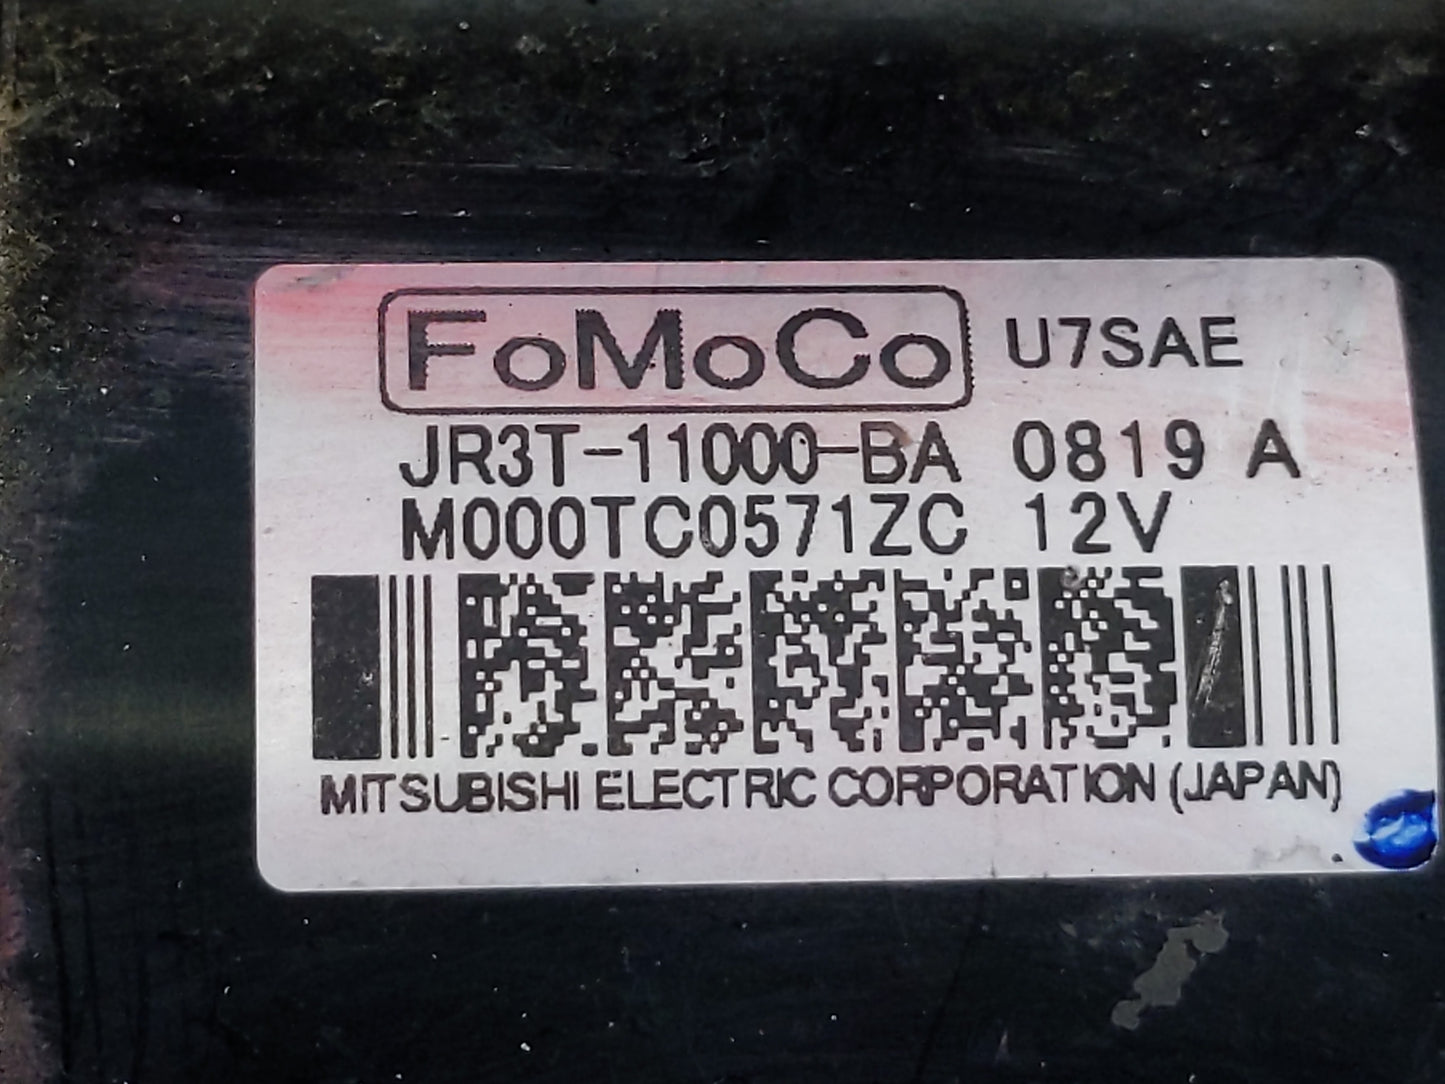 FoMoCo U7SAE
JR3T-11000-BA 0819 A
M000TC0571ZC 12V
MITSUBISHI ELECTRIC CORPORATION (JAPAN)